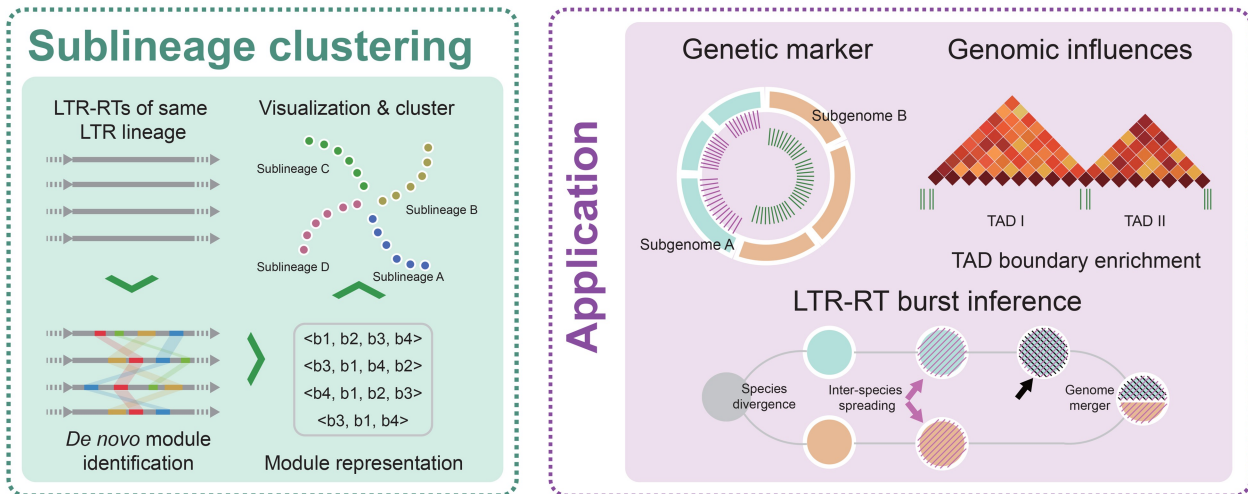 Sublineage clustering
LTR-RTs of same
LTR lineage
Visualization & cluster
Sublineage C
Sublineage B
Sublineage D
Sublineage A
<b1, b2, b3, b4>
<b3, b1, b4, b2>
<b4, b1, b2, b3>
<b3, b1, b4>
De novo module
identification
Module representation
Application
Genetic marker
Subgenome B
Subgenome A
Genomic influences
TAD I
TAD II
TAD boundary enrichment
LTR-RT burst inference
Species
divergence
Inter-species
spreading
Genome
merger